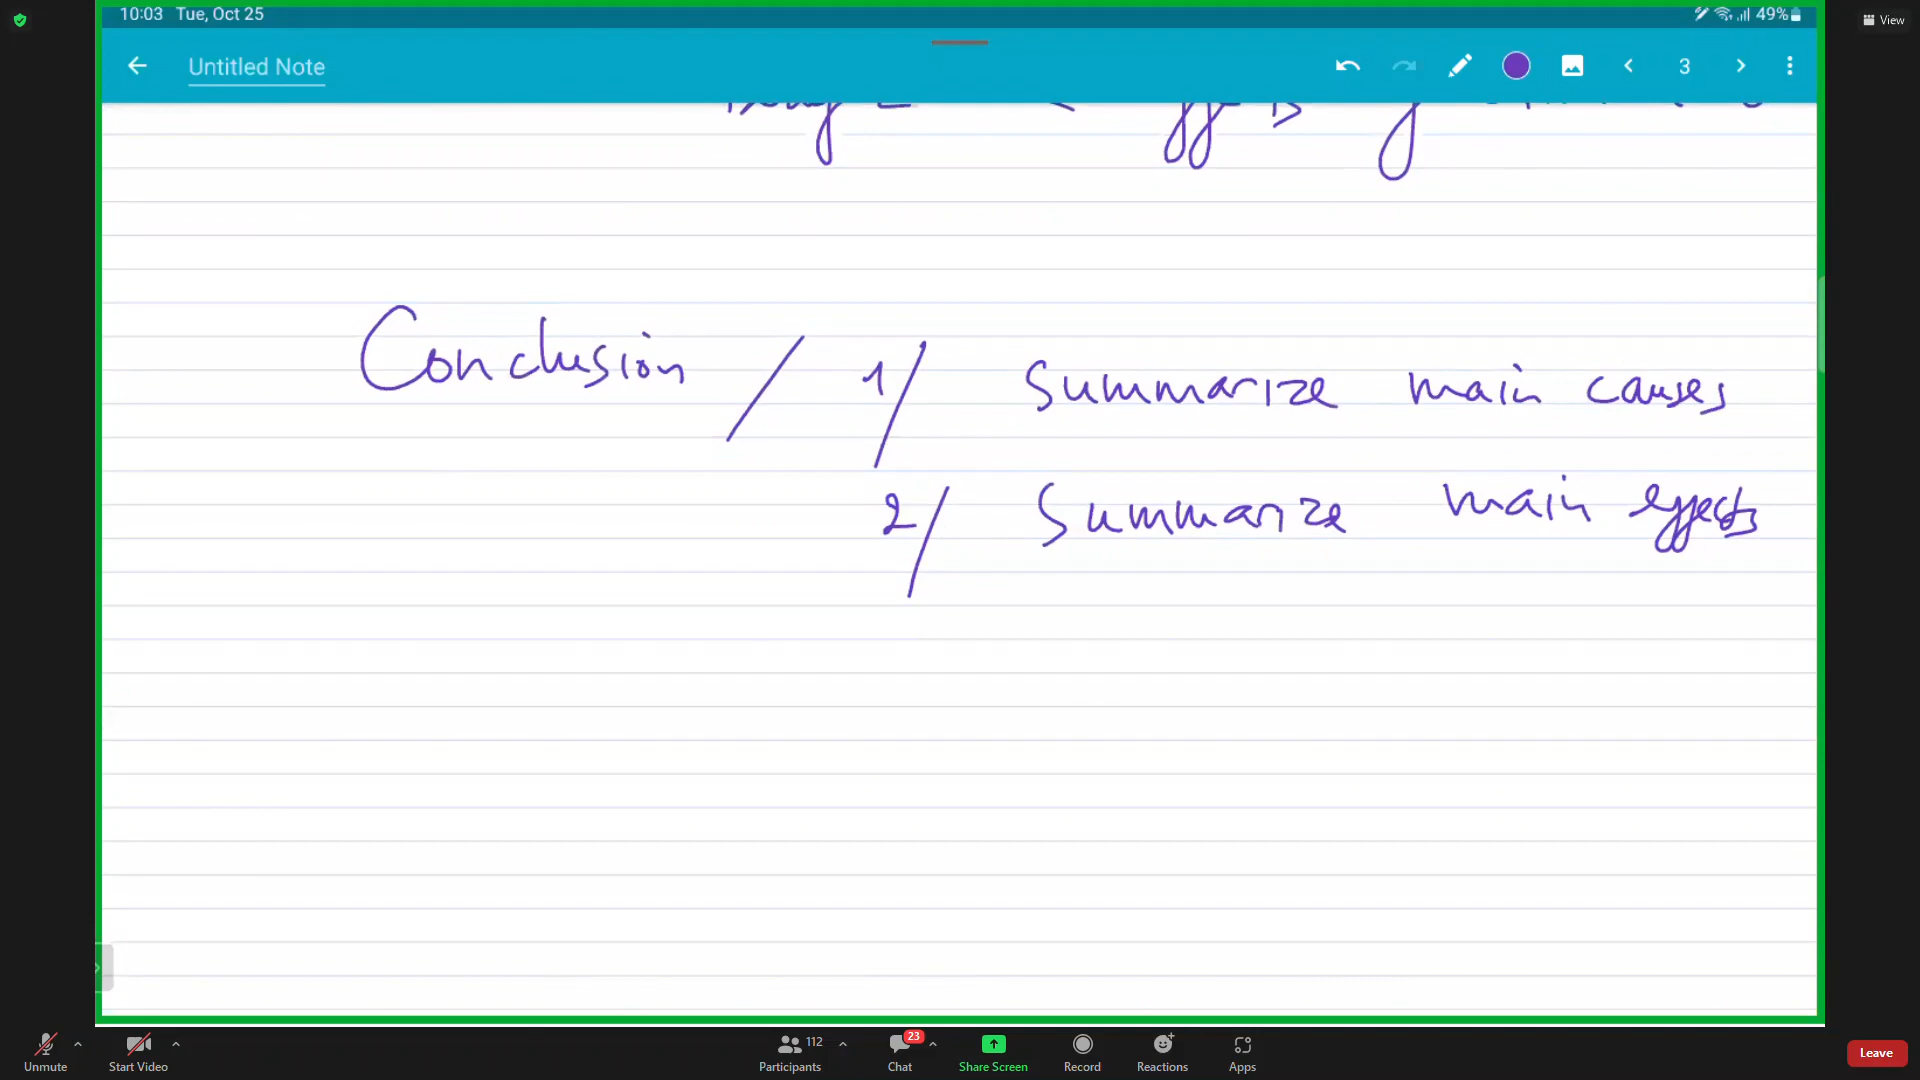 10:03 Tue, Oct 25
49%
View
Untitled Note
3
Conclusion / 1/ Summarize main causes
2/ Summarize main effects
112
23
Unmute
Start Video
Participants
Chat
Share Screen
Record
Reactions
Apps
Leave